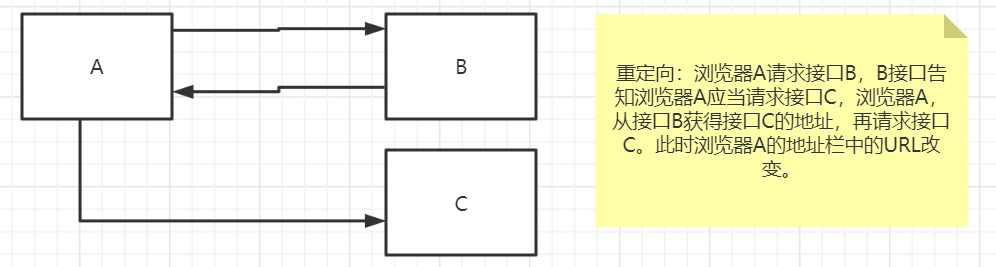 A
B
C
重定向：浏览器A请求接口B，B接口告
知浏览器A应当请求接口C，浏览器A，
从接口B获得接口C的地址，再请求接口
C。此时浏览器A的地址栏中的URL改
变。